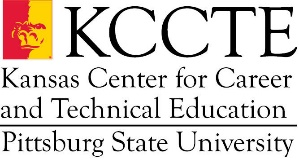 KCCTE
Kansas Center for Career
and Technical Education
Pittsburg State University